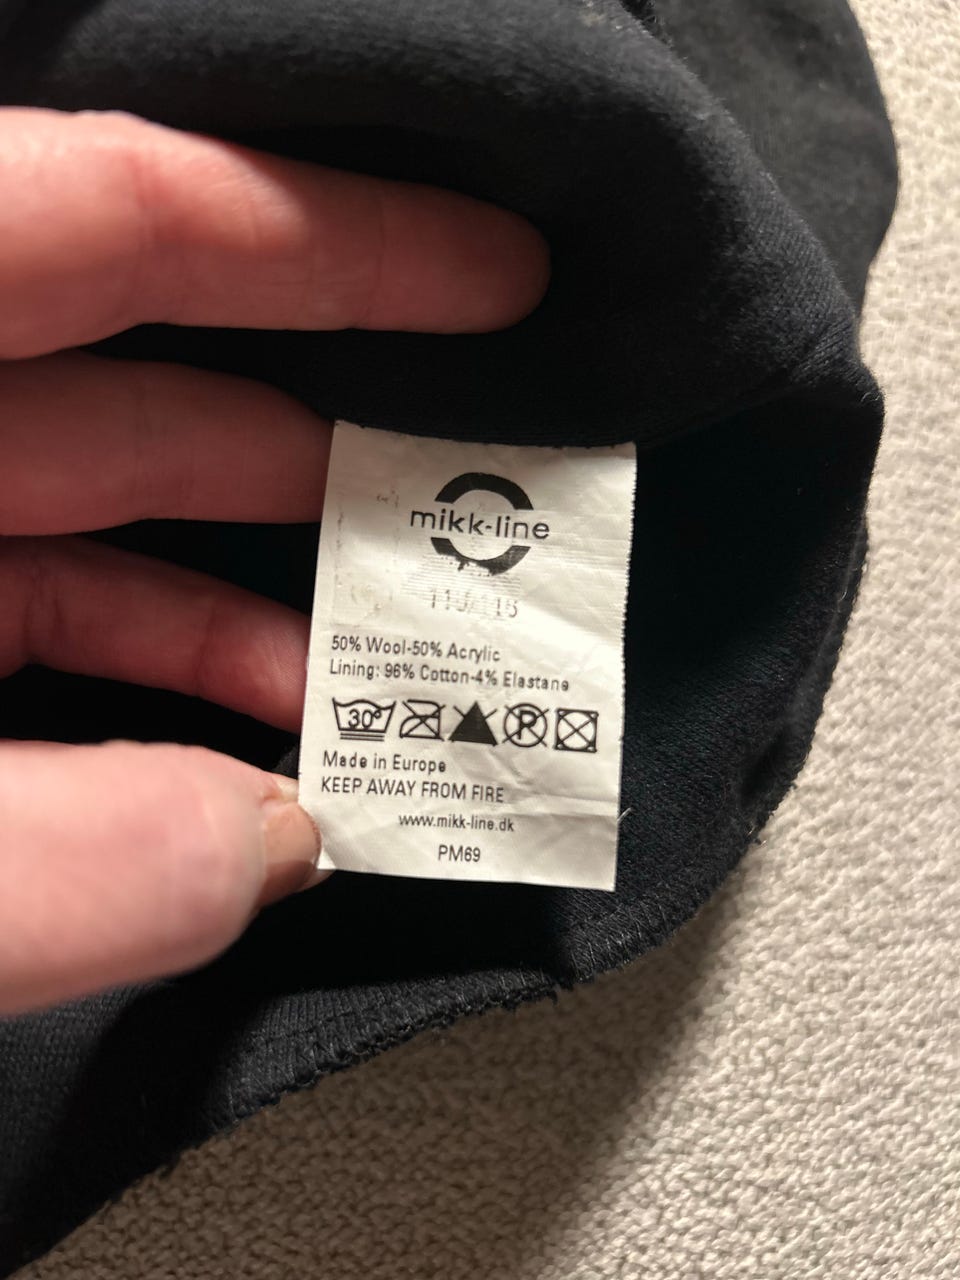 mikk-line
50% Wool-50% Acrylic
Lining: 96% Cotton-4% Elastane
30°
P
Made in Europe
KEEP AWAY FROM FIRE
www.mikk-line.dk
PM69